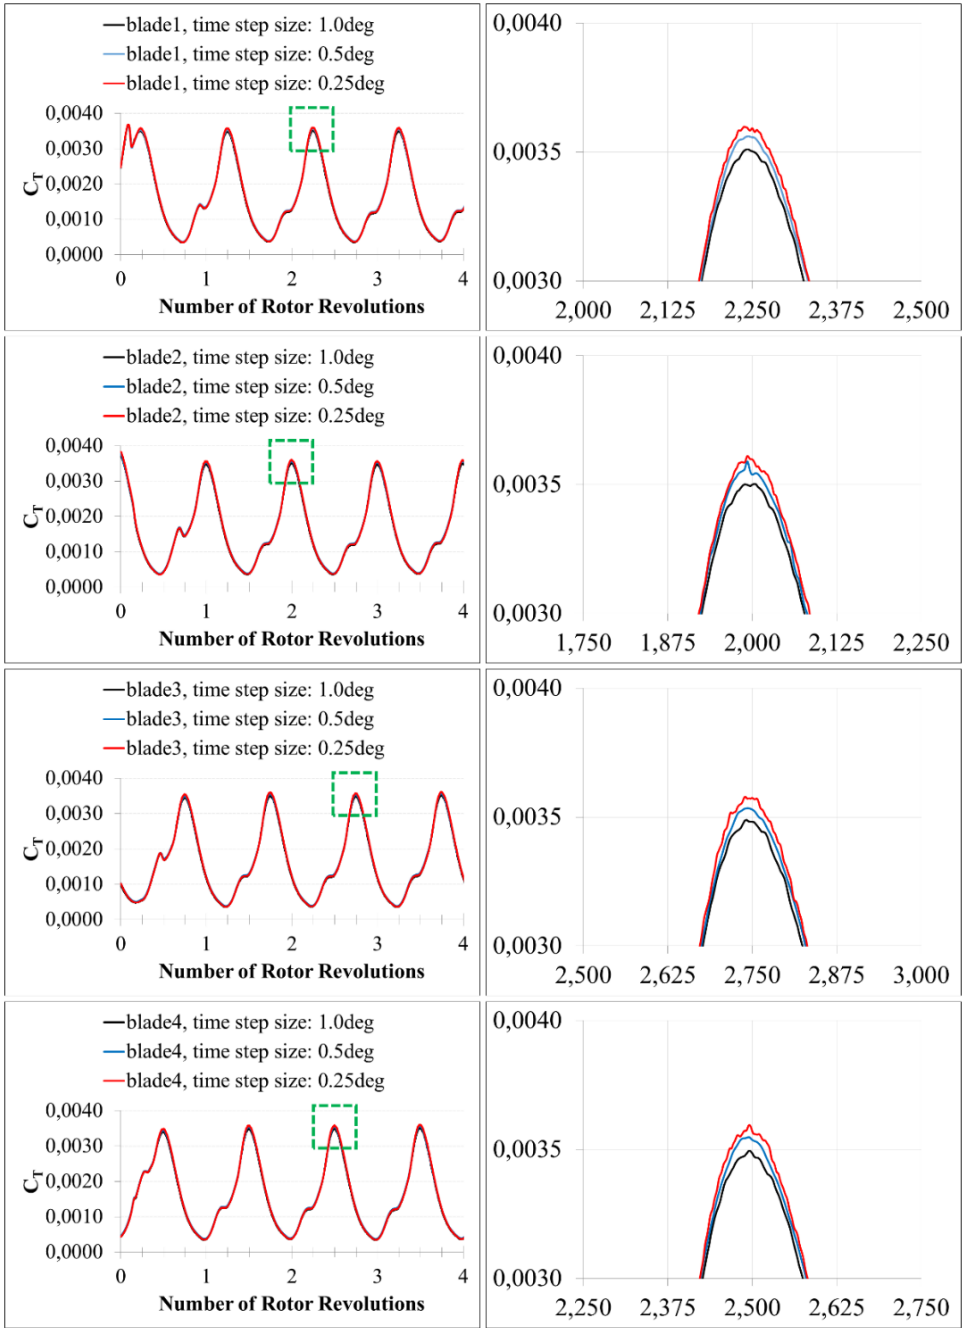 blade1, time step size: 1.0deg
blade1, time step size: 0.5deg
blade1, time step size: 0.25deg
0,0040
0,0030
0,0020
0,0010
0,0000
C_T
0 1 2 3 4
Number of Rotor Revolutions
0,0040
0,0035
0,0030
2,000 2,125 2,250 2,375 2,500
blade2, time step size: 1.0deg
blade2, time step size: 0.5deg
blade2, time step size: 0.25deg
0,0040
0,0030
0,0020
0,0010
0,0000
C_T
0 1 2 3 4
Number of Rotor Revolutions
0,0040
0,0035
0,0030
1,750 1,875 2,000 2,125 2,250
blade3, time step size: 1.0deg
blade3, time step size: 0.5deg
blade3, time step size: 0.25deg
0,0040
0,0030
0,0020
0,0010
0,0000
C_T
0 1 2 3 4
Number of Rotor Revolutions
0,0040
0,0035
0,0030
2,500 2,625 2,750 2,875 3,000
blade4, time step size: 1.0deg
blade4, time step size: 0.5deg
blade4, time step size: 0.25deg
0,0040
0,0030
0,0020
0,0010
0,0000
C_T
0 1 2 3 4
Number of Rotor Revolutions
0,0040
0,0035
0,0030
2,250 2,375 2,500 2,625 2,750